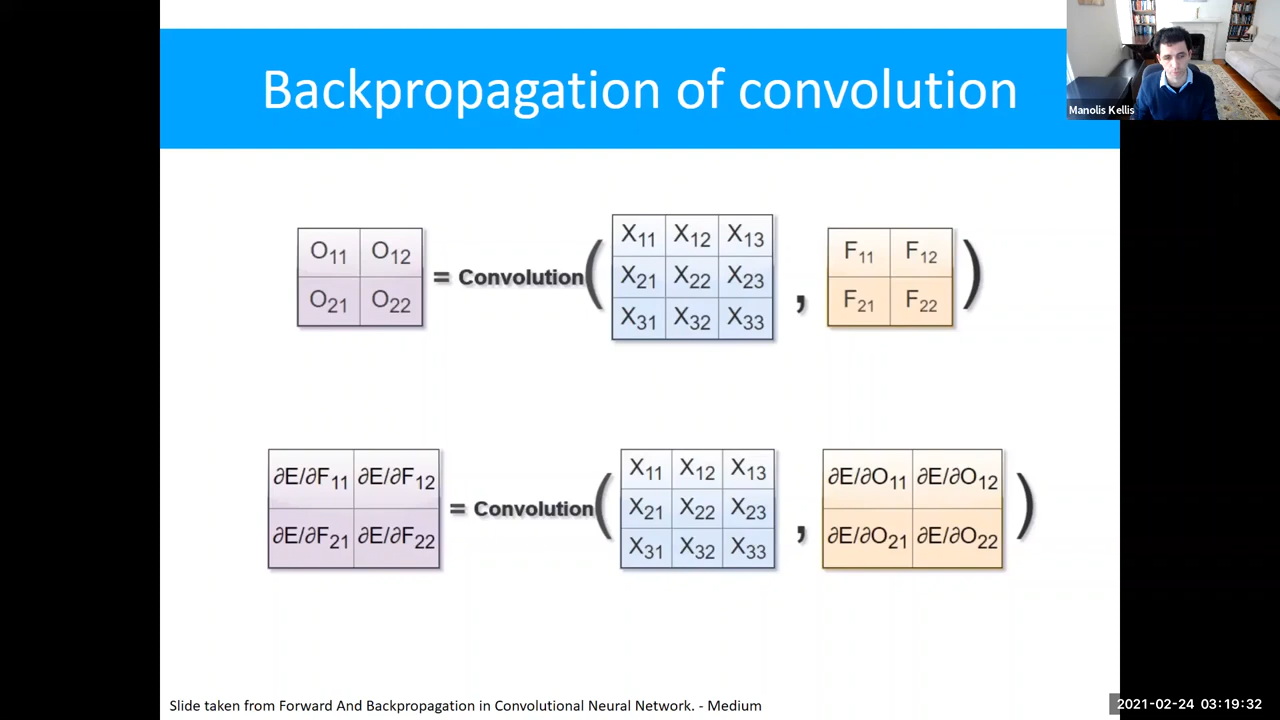 Backpropagation of convolution
Manolis Kellis
O11 O12
O21 O22
= Convolution(
X11 X12 X13
X21 X22 X23
X31 X32 X33
,
F11 F12
F21 F22
)
∂E/∂F11 ∂E/∂F12
∂E/∂F21 ∂E/∂F22
= Convolution(
X11 X12 X13
X21 X22 X23
X31 X32 X33
,
∂E/∂O11 ∂E/∂O12
∂E/∂O21 ∂E/∂O22
)
Slide taken from Forward And Backpropagation in Convolutional Neural Network. - Medium
2021-02-24 03:19:32